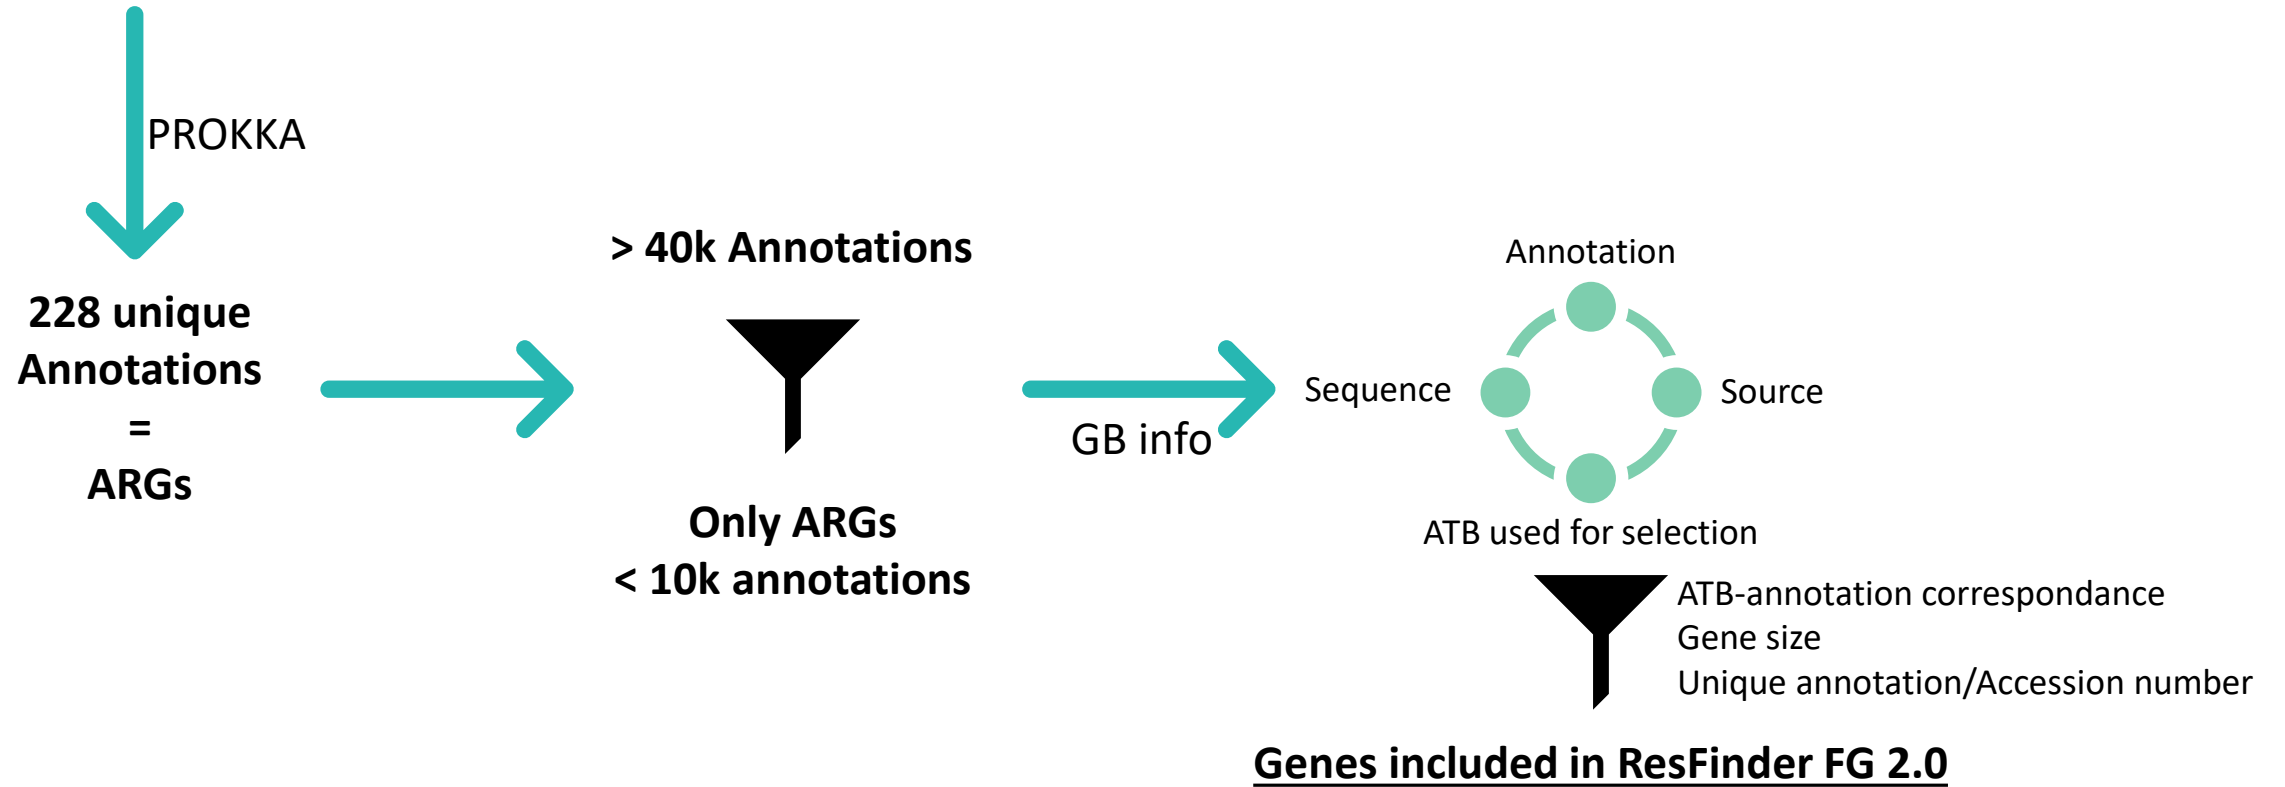 PROKKA
228 unique
Annotations
=
ARGs
> 40k Annotations
Only ARGs
< 10k annotations
GB info
Annotation
Sequence
Source
ATB used for selection
ATB-annotation correspondance
Gene size
Unique annotation/Accession number
Genes included in ResFinder FG 2.0